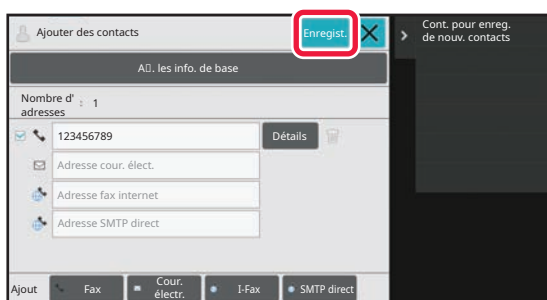 Ajouter des contacts
Enregist.
Cont. pour enreg.
de nouv. contacts
A▯. les info. de base
Nombre d'
adresses : 1
123456789
Détails
Adresse cour. élect.
Adresse fax internet
Adresse SMTP direct
Ajout
Fax
Cour.
électr.
I-Fax
SMTP direct